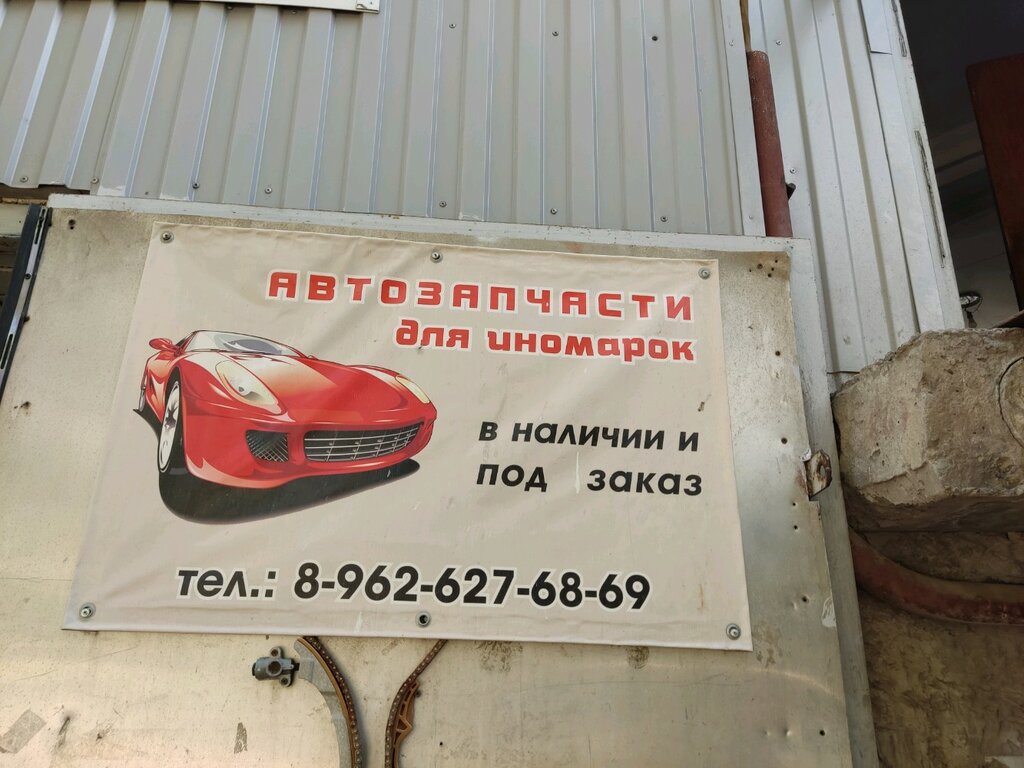 АВТОЗАПЧАСТИ
для иномарок
в наличии и
под заказ
тел.: 8-962-627-68-69